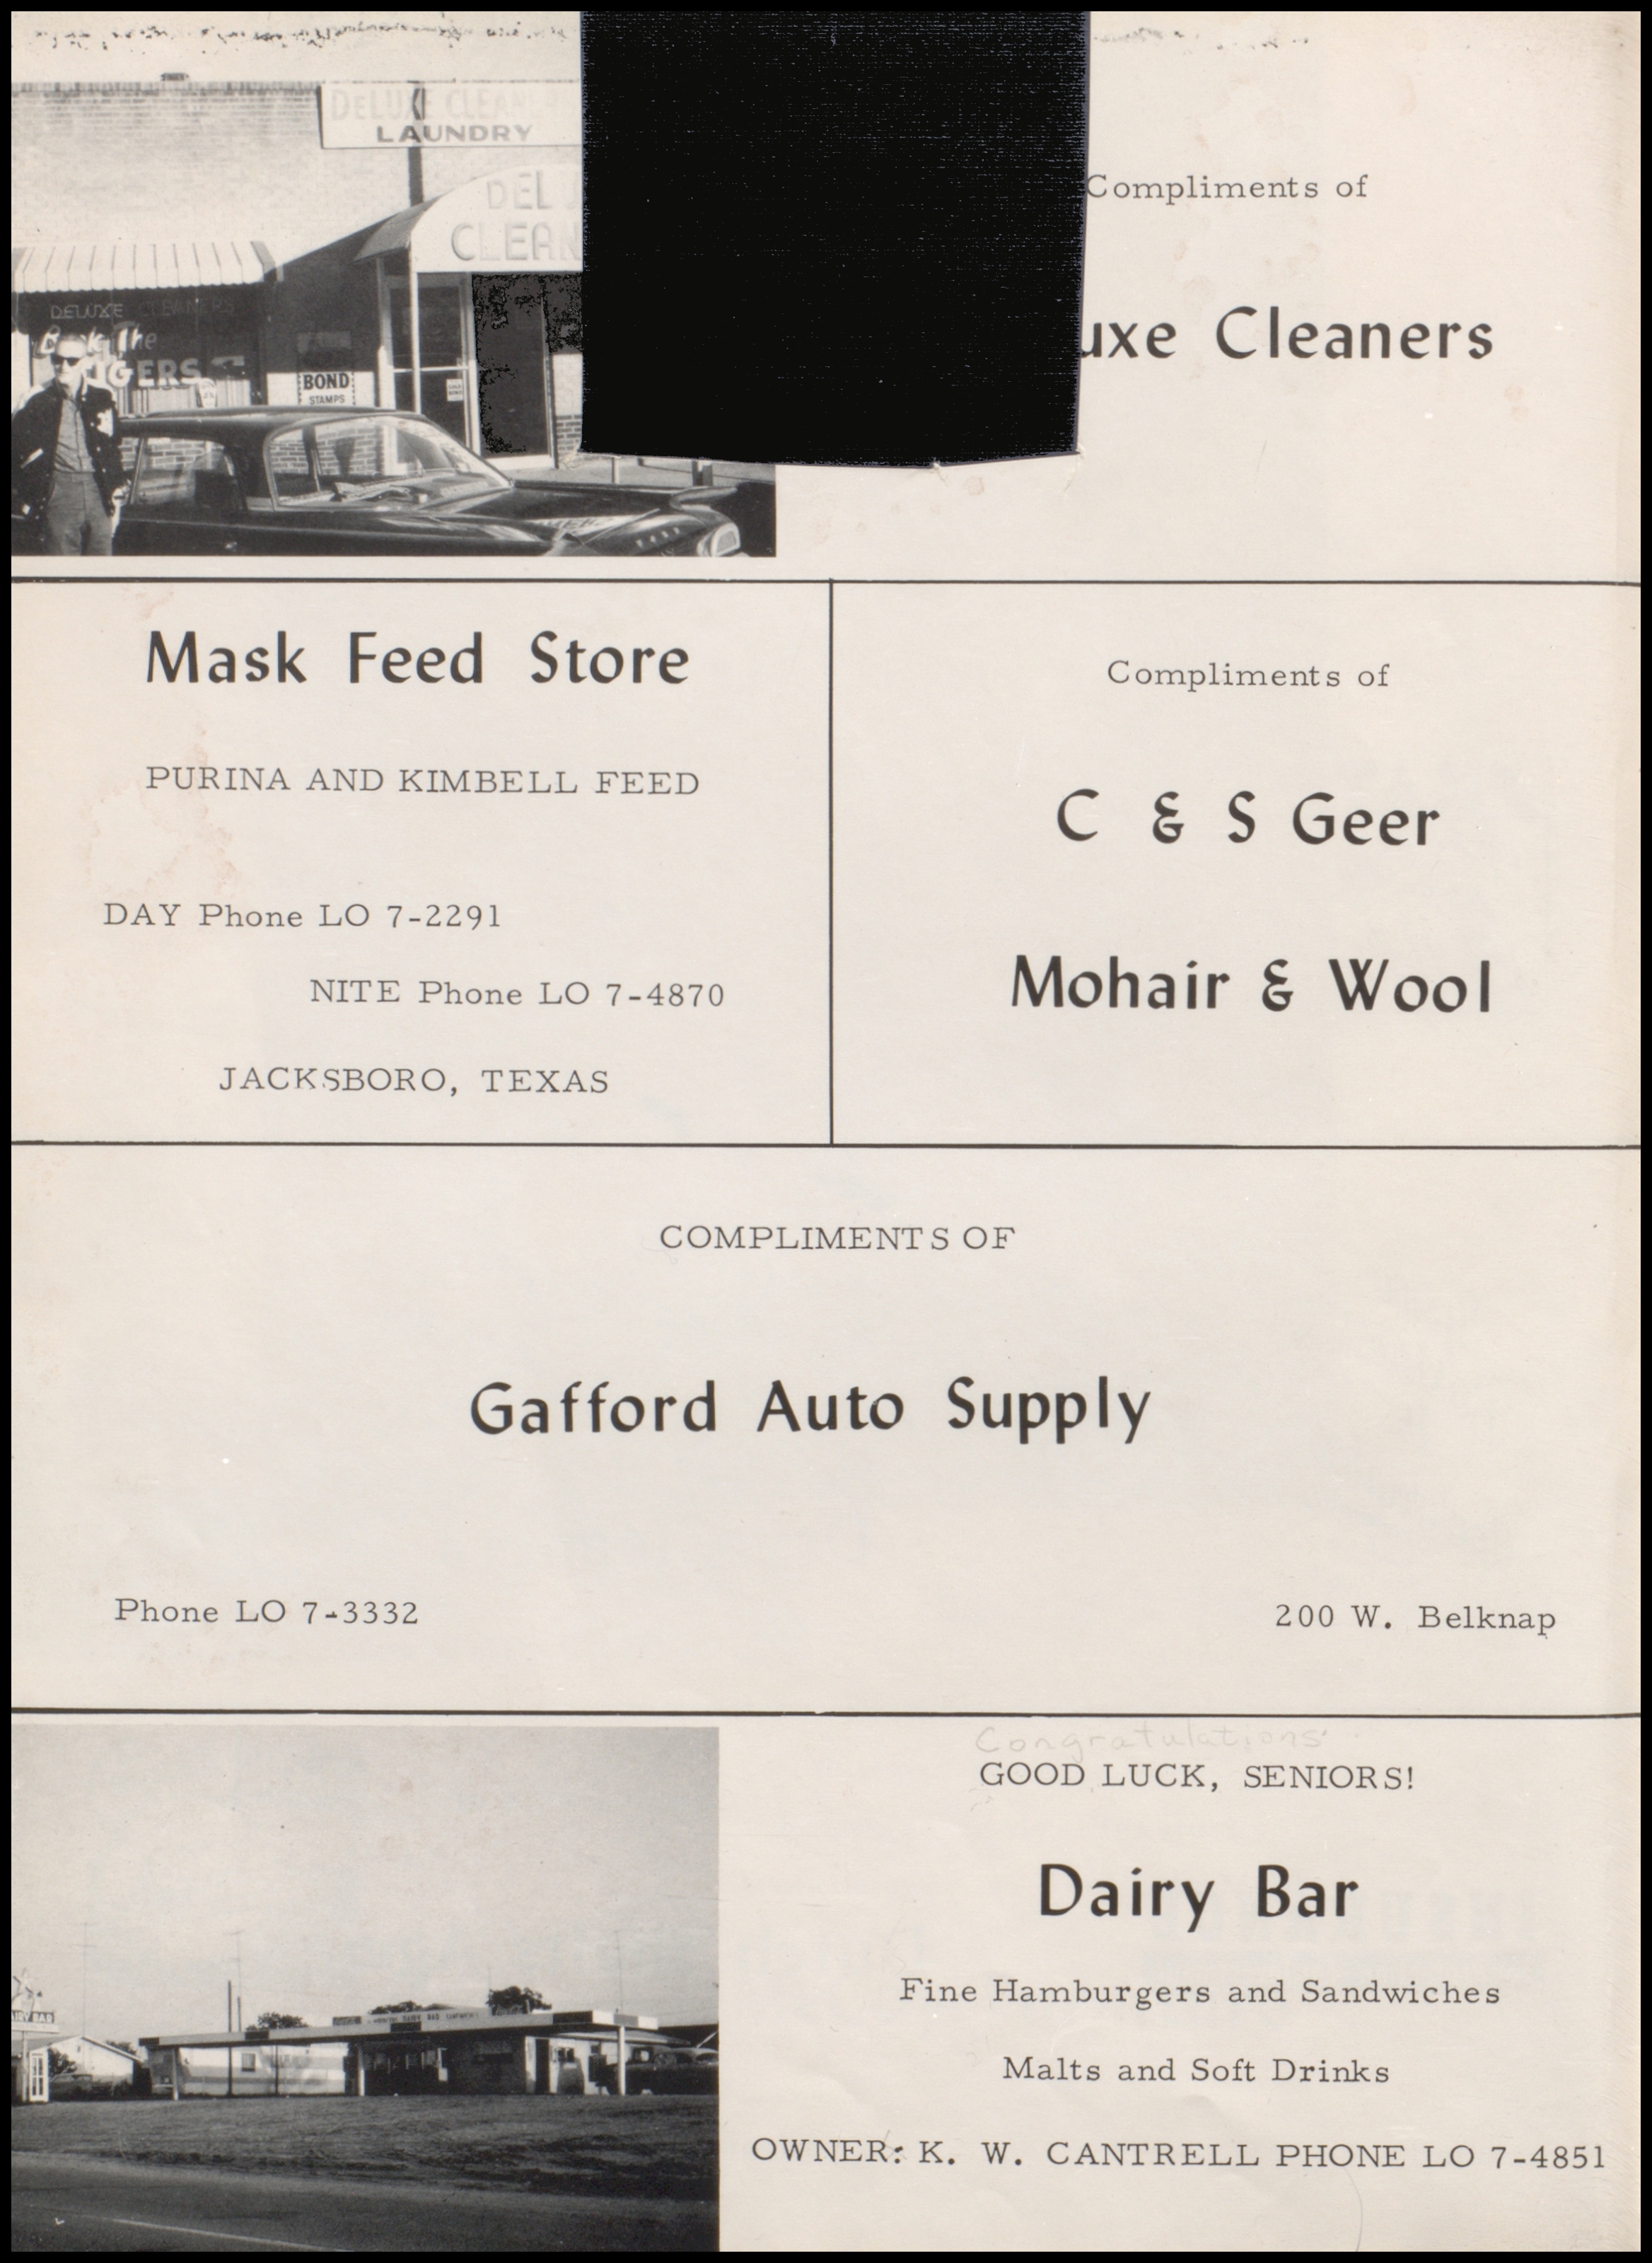 DELUXE CLEAN
LAUNDRY
DEL
CLEAN
DELUXE CLEANERS
The
BOND
STAMPS
Compliments of
uxe Cleaners
Mask Feed Store
PURINA AND KIMBELL FEED
DAY Phone LO 7-2291
NITE Phone LO 7-4870
JACKSBORO, TEXAS
Compliments of
C & S Geer
Mohair & Wool
COMPLIMENTS OF
Gafford Auto Supply
Phone LO 7-3332
200 W. Belknap
Congratulations
GOOD LUCK, SENIORS!
Dairy Bar
Fine Hamburgers and Sandwiches
Malts and Soft Drinks
OWNER: K. W. CANTRELL PHONE LO 7-4851